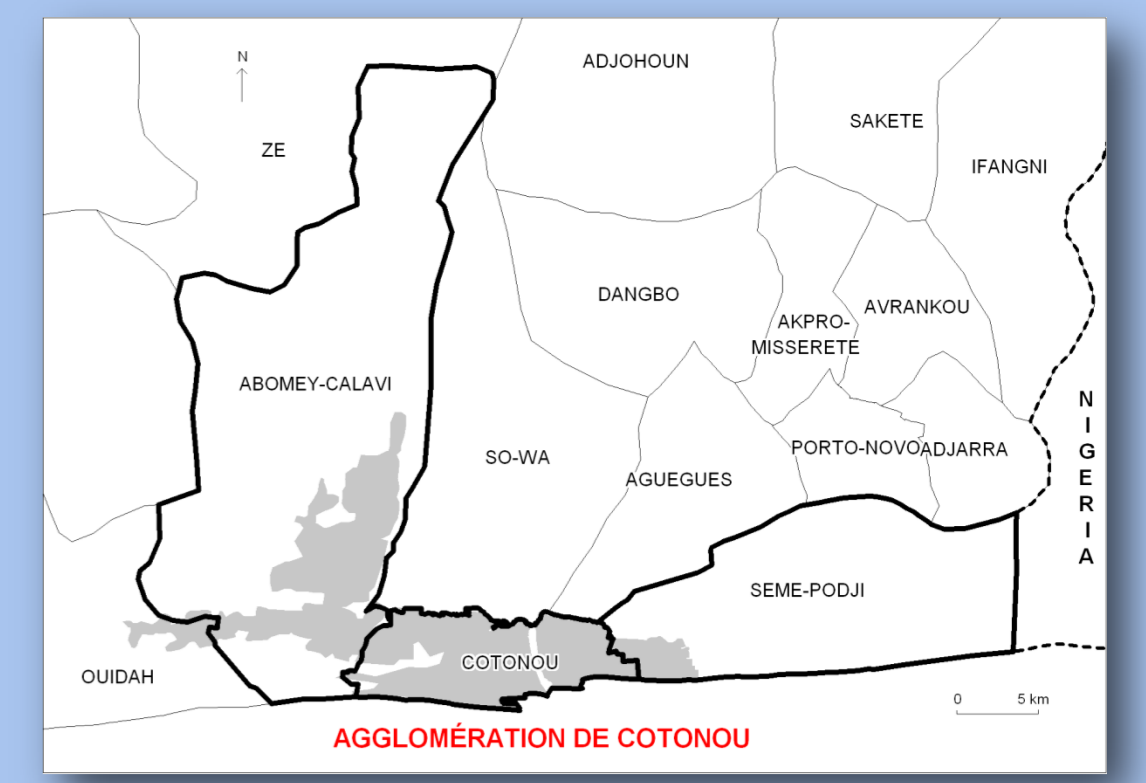 N
ADJOHOUN
SAKETE
ZE
IFANGNI
DANGBO
AVRANKOU
AKPRO-
MISSERETE
ABOMEY-CALAVI
N
I
G
E
R
I
A
PORTO-NOVO
ADJARRA
SO-WA
AGUEGUES
SEME-PODJI
COTONOU
OUIDAH
0 5 km
AGGLOMÉRATION DE COTONOU